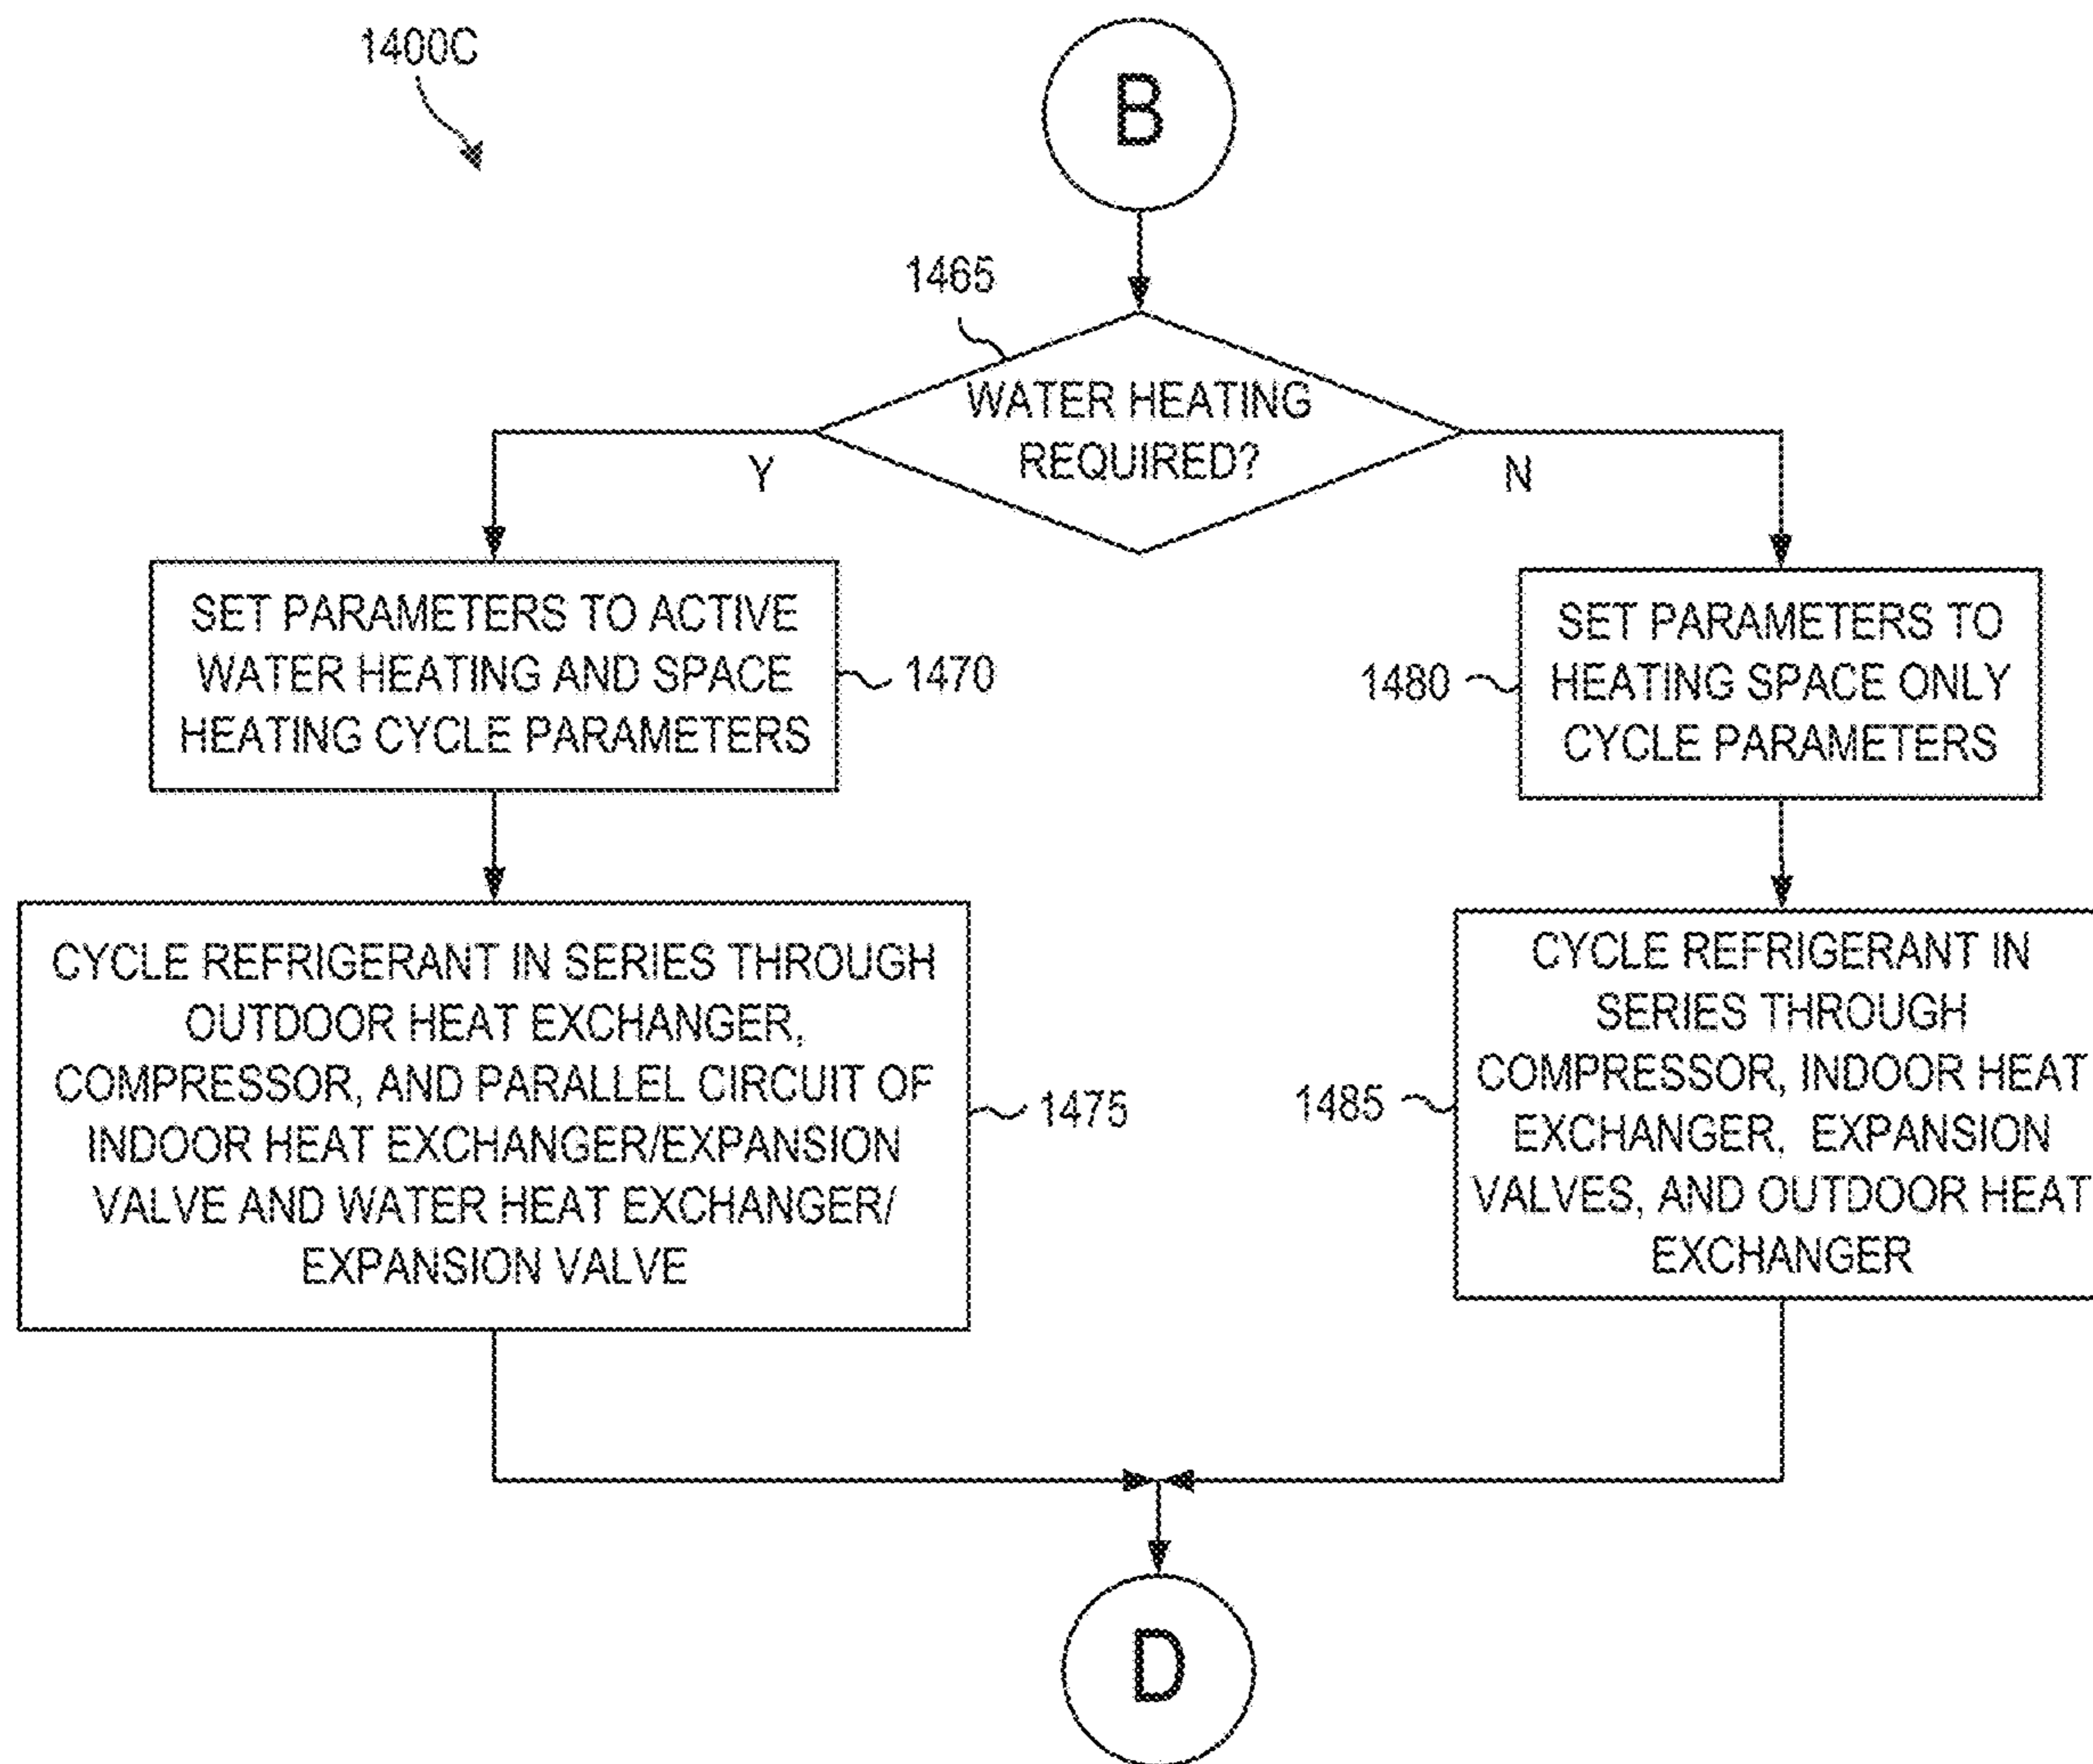 1400C
B
1465
WATER HEATING
REQUIRED?
Y
N
SET PARAMETERS TO ACTIVE
WATER HEATING AND SPACE
HEATING CYCLE PARAMETERS
1470
1480
SET PARAMETERS TO
HEATING SPACE ONLY
CYCLE PARAMETERS
CYCLE REFRIGERANT IN SERIES THROUGH
OUTDOOR HEAT EXCHANGER,
COMPRESSOR, AND PARALLEL CIRCUIT OF
INDOOR HEAT EXCHANGER/EXPANSION
VALVE AND WATER HEAT EXCHANGER/
EXPANSION VALVE
1475
1485
CYCLE REFRIGERANT IN
SERIES THROUGH
COMPRESSOR, INDOOR HEAT
EXCHANGER, EXPANSION
VALVES, AND OUTDOOR HEAT
EXCHANGER
D